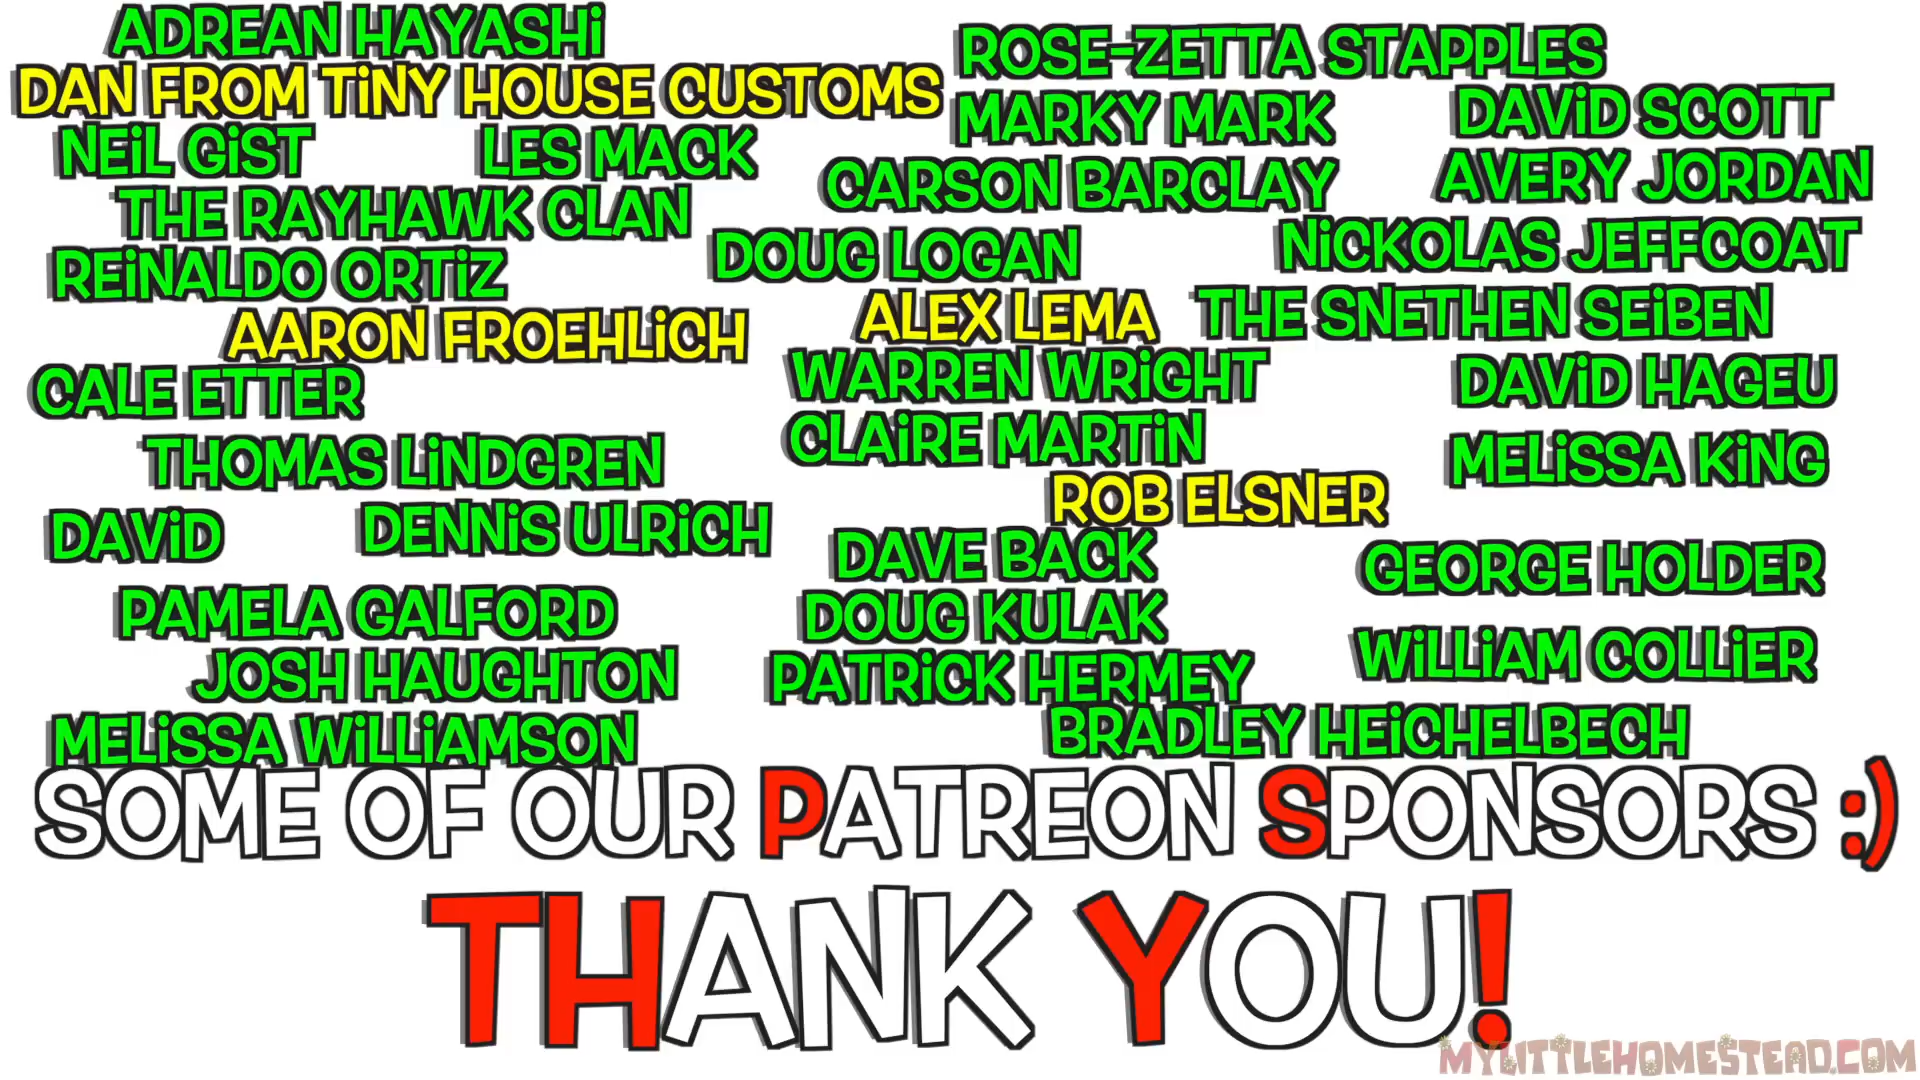 ADREAN HAYASHi
DAN FROM TiNY HOUSE CUSTOMS
NEiL GiST
LES MACK
THE RAYHAWK CLAN
REiNALDO ORTiZ
AARON FROEHLiCH
CALE ETTER
THOMAS LiNDGREN
DAViD
DENNiS ULRiCH
PAMELA GALFORD
JOSH HAUGHTON
MELiSSA WiLLiAMSON
ROSE-ZETTA STAPPLES
MARKY MARK
CARSON BARCLAY
DOUG LOGAN
ALEX LEMA
WARREN WRiGHT
CLAiRE MARTiN
ROB ELSNER
DAVE BACK
DOUG KULAK
PATRiCK HERMEY
BRADLEY HEiCHELBECH
DAViD SCOTT
AVERY JORDAN
NiCKOLAS JEFFCOAT
THE SNETHEN SEiBEN
DAViD HAGEU
MELiSSA KiNG
GEORGE HOLDER
WiLLiAM COLLiER
SOME OF OUR PATREON SPONSORS :)
THANK YOU!
MYLITTLEHOMESTEAD.COM